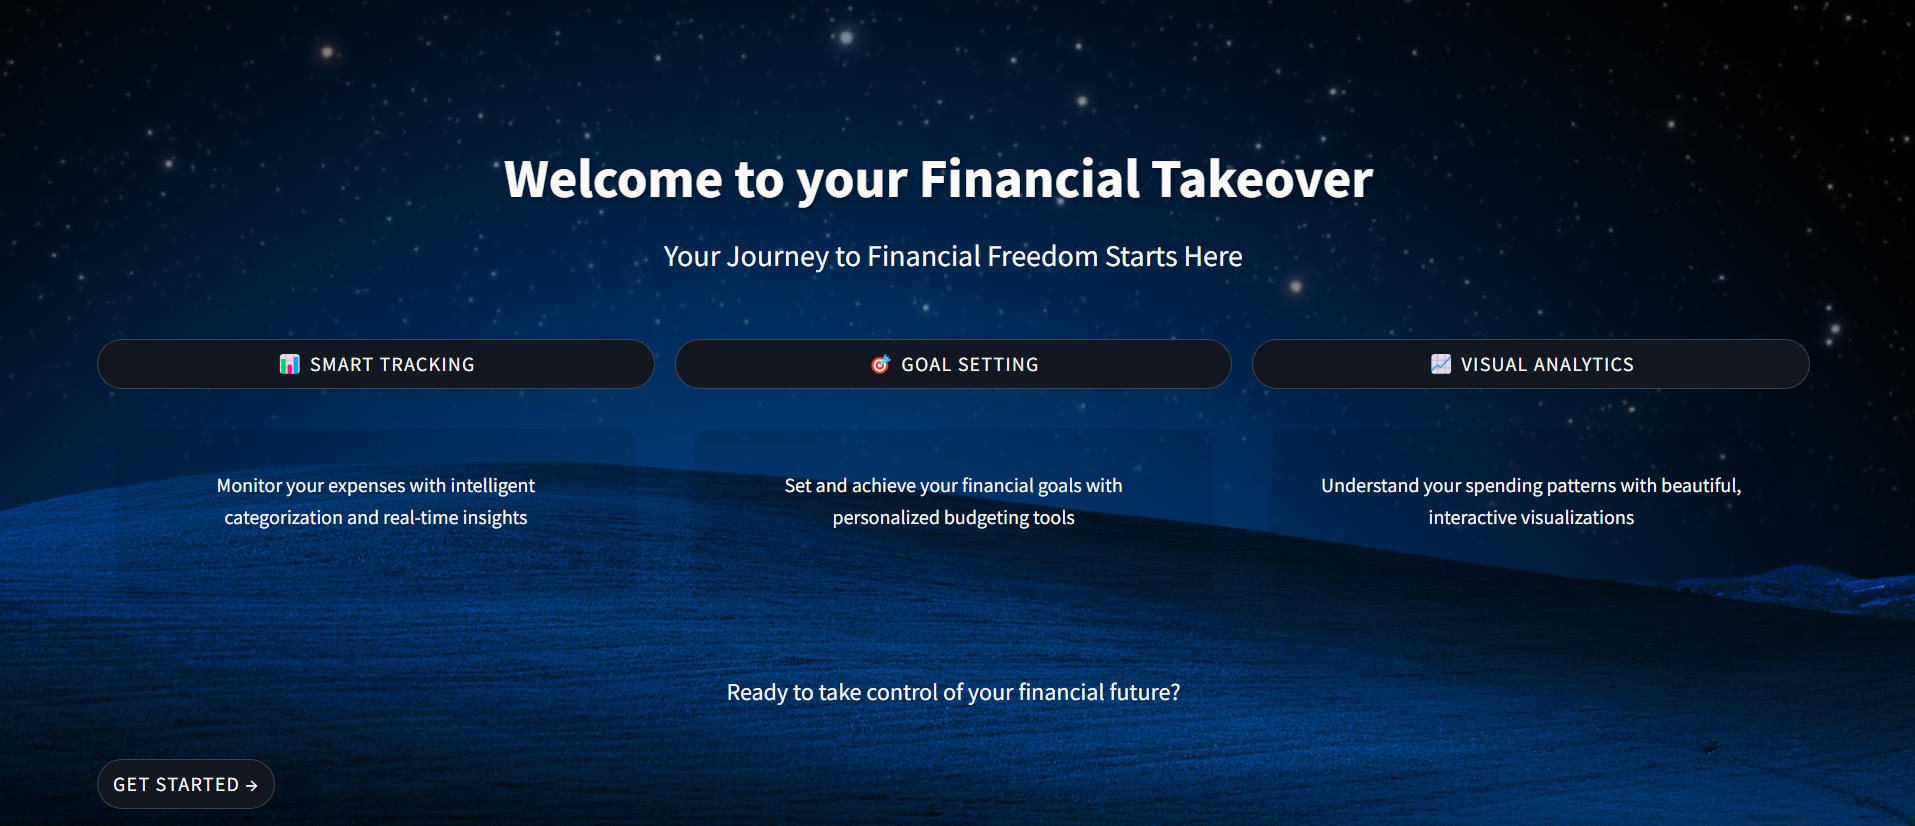 Welcome to your Financial Takeover
Your Journey to Financial Freedom Starts Here
SMART TRACKING
GOAL SETTING
VISUAL ANALYTICS
Monitor your expenses with intelligent
categorization and real-time insights
Set and achieve your financial goals with
personalized budgeting tools
Understand your spending patterns with beautiful,
interactive visualizations
Ready to take control of your financial future?
GET STARTED →